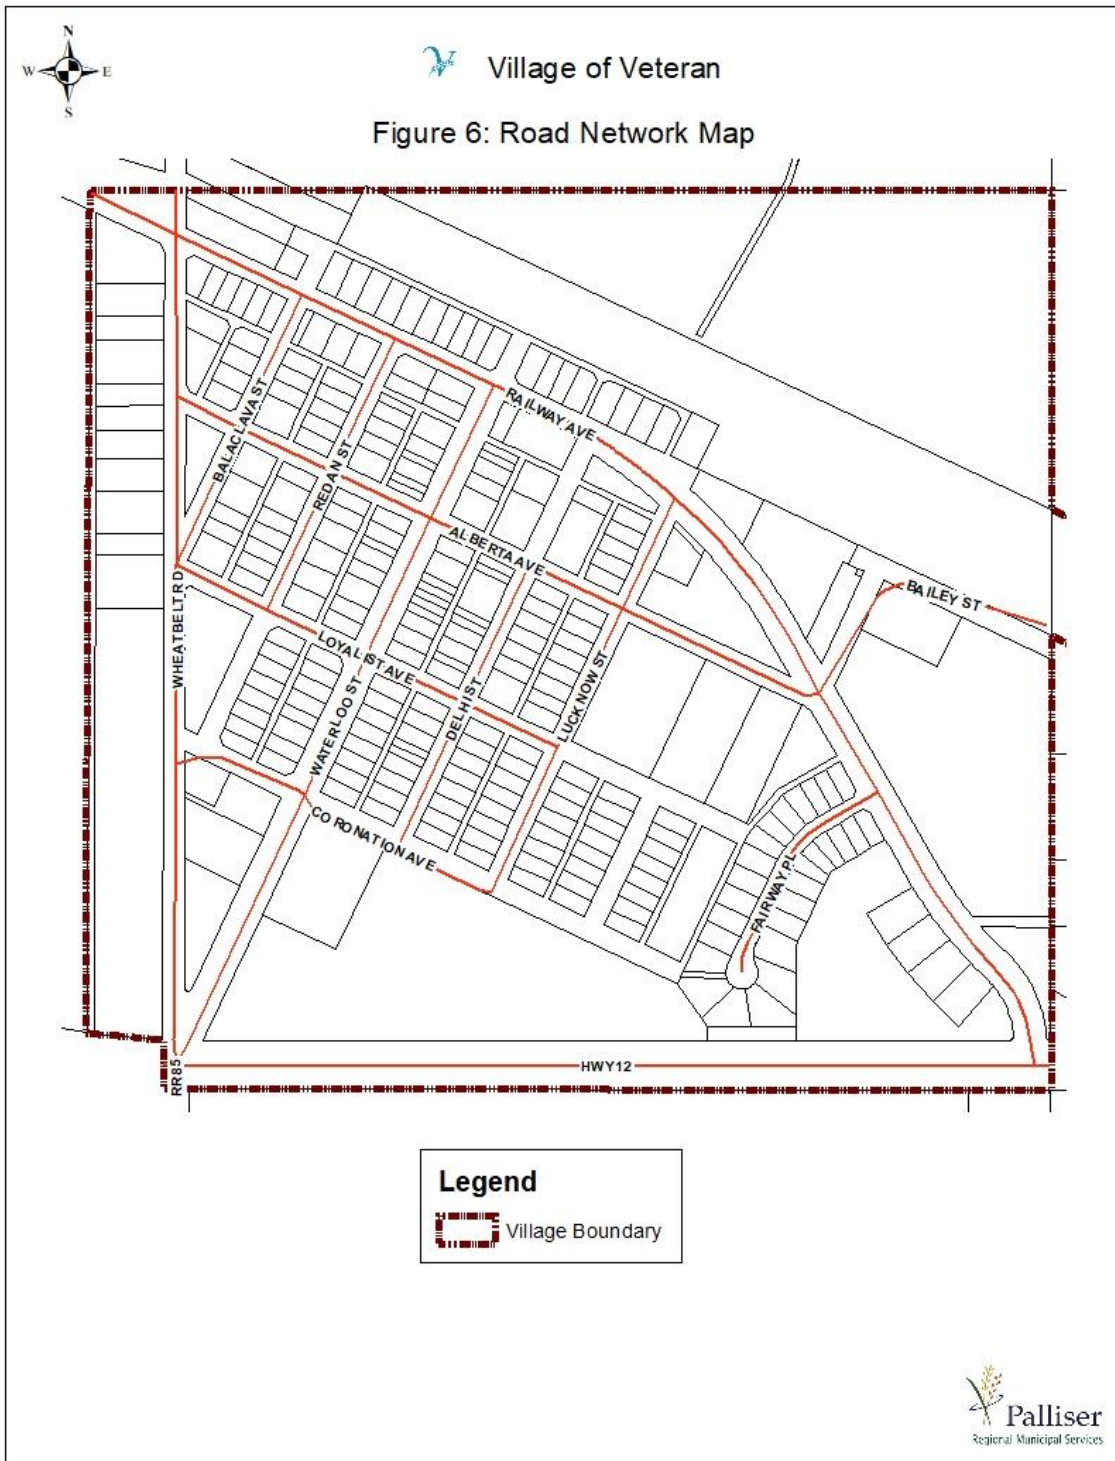 N
W E
S
Village of Veteran
Figure 6: Road Network Map
RAILWAY AVE
BALACLAVA ST
REDAN ST
ALBERTA AVE
BAILEY ST
WHEATBELT RD
LOYALIST AVE
WATERLOO ST
DELHI ST
LUCKNOW ST
CORONATION AVE
FAIRWAY PL
RR85
HWY12
Legend
Village Boundary
Palliser
Regional Municipal Services